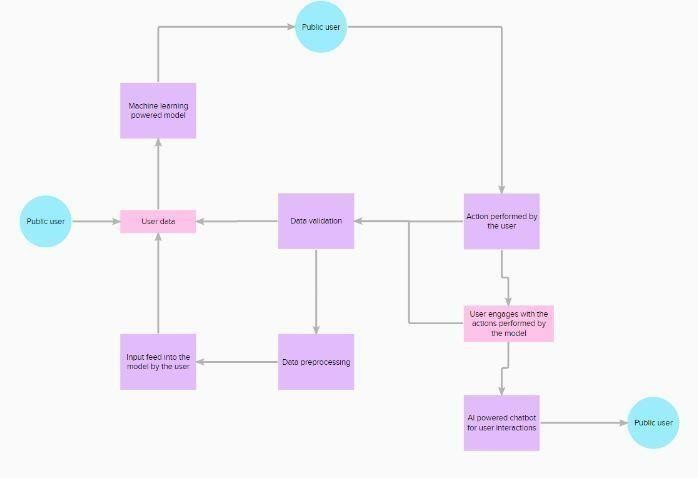 Public user
Machine learning
powered model
Public user
User data
Data validation
Action performed by
the user
User engages with the
actions performed by
the model
Input feed into the
model by the user
Data preprocessing
AI powered chatbot
for user interactions
Public user